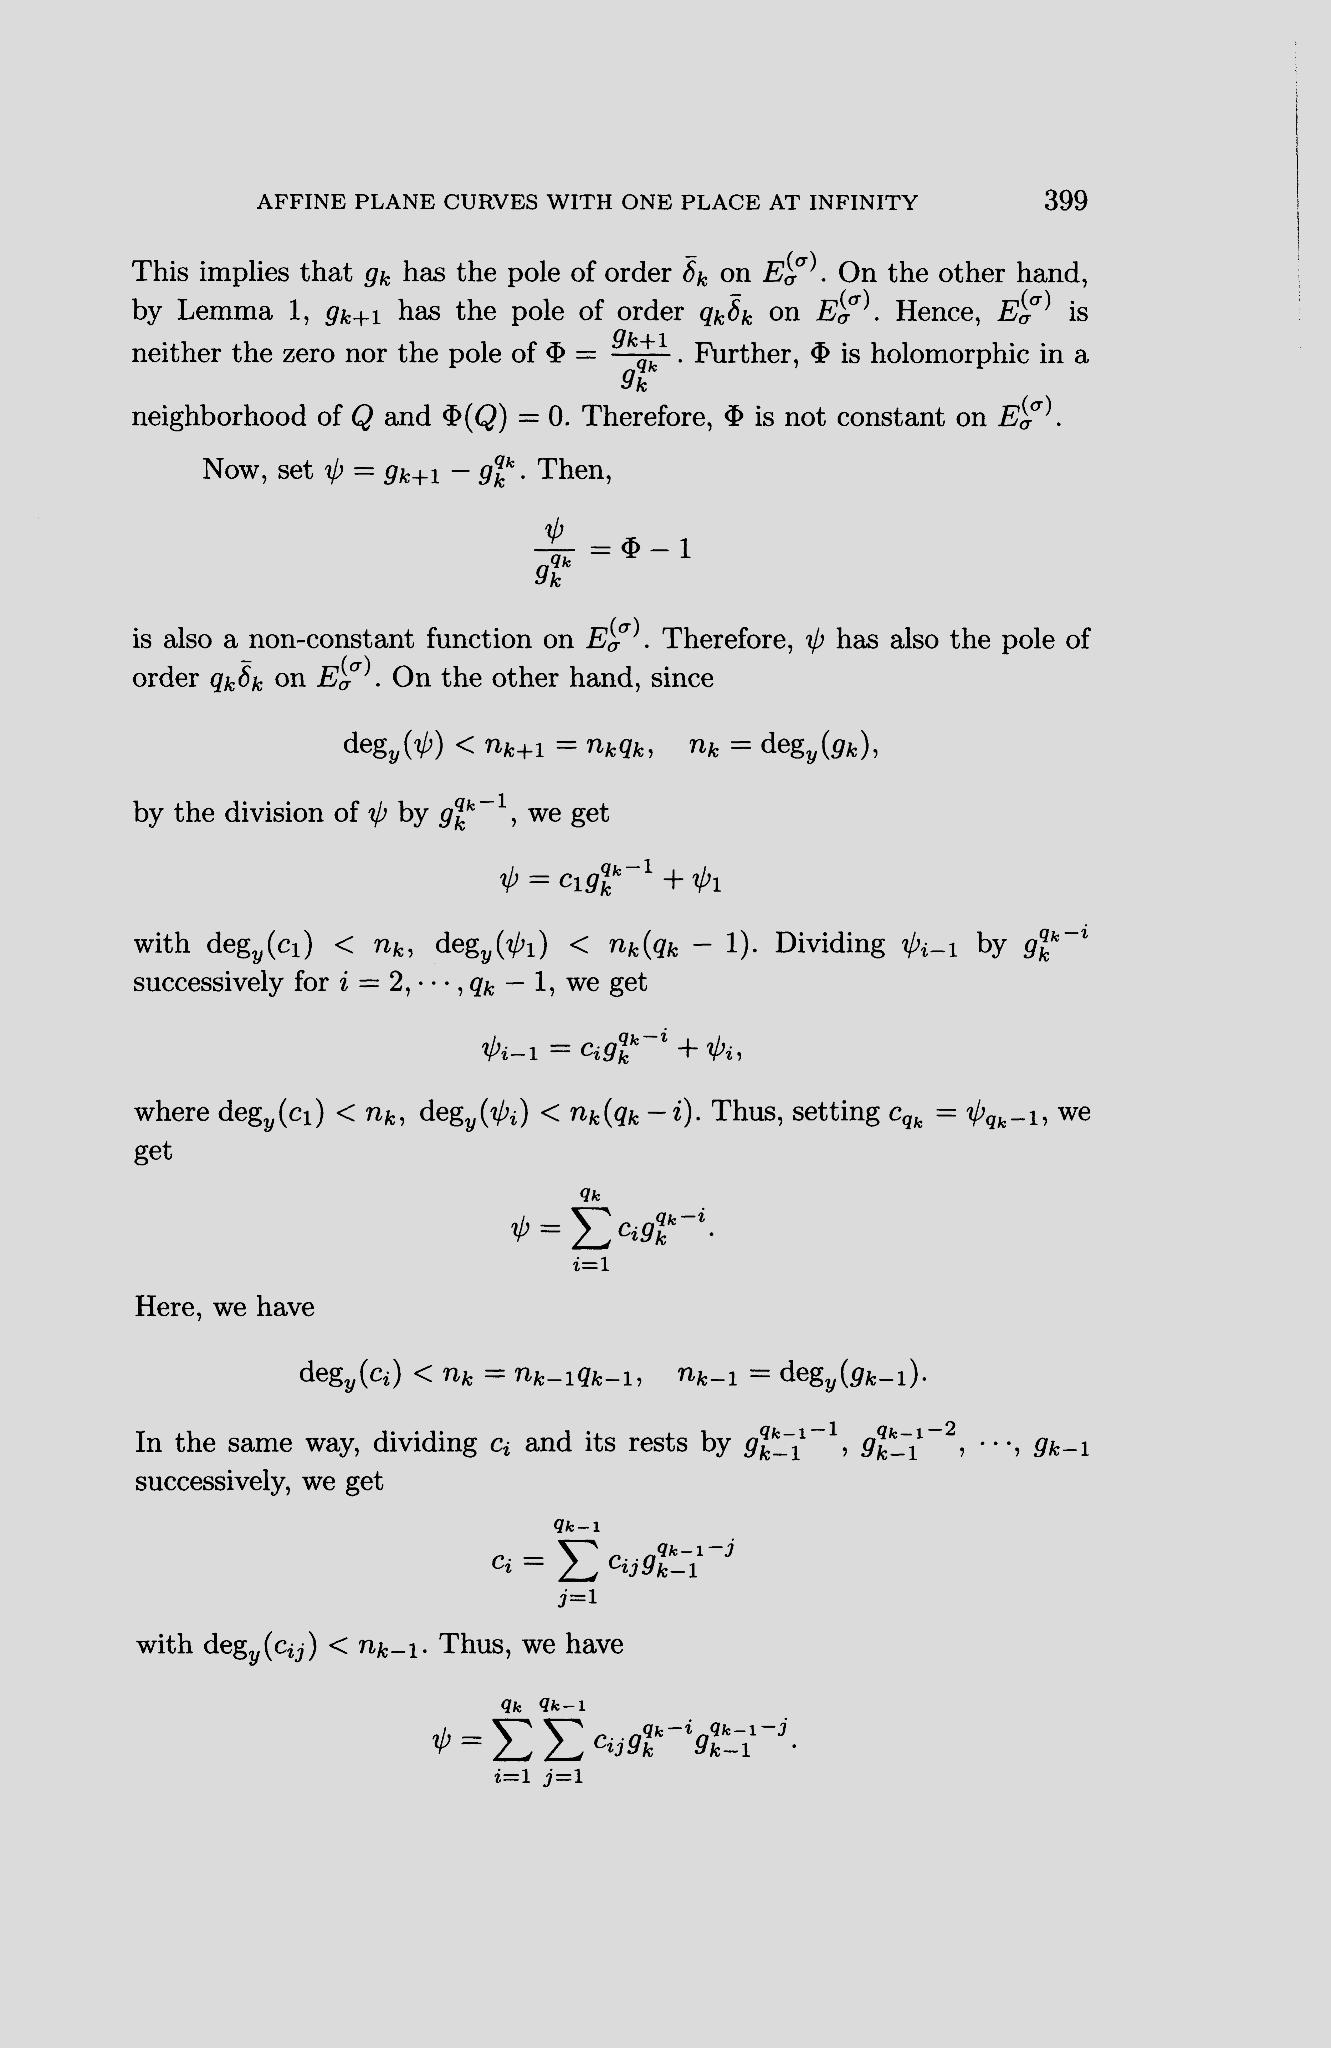 AFFINE PLANE CURVES WITH ONE PLACE AT INFINITY 399
This implies that $g_k$ has the pole of order $\bar{\delta}_k$ on $E_\sigma^{(\sigma)}$. On the other hand,
by Lemma 1, $g_{k+1}$ has the pole of order $q_k\bar{\delta}_k$ on $E_\sigma^{(\sigma)}$. Hence, $E_\sigma^{(\sigma)}$ is
neither the zero nor the pole of $\Phi = \frac{g_{k+1}}{g_k^{q_k}}$. Further, $\Phi$ is holomorphic in a
neighborhood of $Q$ and $\Phi(Q) = 0$. Therefore, $\Phi$ is not constant on $E_\sigma^{(\sigma)}$.
Now, set $\psi = g_{k+1} - g_k^{q_k}$. Then,
$\frac{\psi}{g_k^{q_k}} = \Phi - 1$
is also a non-constant function on $E_\sigma^{(\sigma)}$. Therefore, $\psi$ has also the pole of
order $q_k\bar{\delta}_k$ on $E_\sigma^{(\sigma)}$. On the other hand, since
$\deg_y(\psi) < n_{k+1} = n_k q_k, \quad n_k = \deg_y(g_k),$
by the division of $\psi$ by $g_k^{q_k-1}$, we get
$\psi = c_1 g_k^{q_k-1} + \psi_1$
with $\deg_y(c_1) < n_k$, $\deg_y(\psi_1) < n_k(q_k - 1)$. Dividing $\psi_{i-1}$ by $g_k^{q_k-i}$
successively for $i = 2, \cdots, q_k - 1$, we get
$\psi_{i-1} = c_i g_k^{q_k-i} + \psi_i,$
where $\deg_y(c_1) < n_k$, $\deg_y(\psi_i) < n_k(q_k - i)$. Thus, setting $c_{q_k} = \psi_{q_k-1}$, we
get
$\psi = \sum_{i=1}^{q_k} c_i g_k^{q_k-i}.$
Here, we have
$\deg_y(c_i) < n_k = n_{k-1}q_{k-1}, \quad n_{k-1} = \deg_y(g_{k-1}).$
In the same way, dividing $c_i$ and its rests by $g_{k-1}^{q_{k-1}-1}$, $g_{k-1}^{q_{k-1}-2}$, $\cdots$, $g_{k-1}$
successively, we get
$c_i = \sum_{j=1}^{q_{k-1}} c_{ij} g_{k-1}^{q_{k-1}-j}$
with $\deg_y(c_{ij}) < n_{k-1}$. Thus, we have
$\psi = \sum_{i=1}^{q_k} \sum_{j=1}^{q_{k-1}} c_{ij} g_k^{q_k-i} g_{k-1}^{q_{k-1}-j}.$